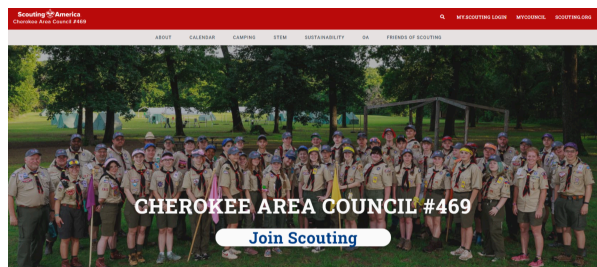 Scouting America
Cherokee Area Council #469
MY.SCOUTING LOGIN
MYCOUNCIL
SCOUTING.ORG
ABOUT
CALENDAR
CAMPING
STEM
SUSTAINABILITY
OA
FRIENDS OF SCOUTING
CHEROKEE AREA COUNCIL #469
Join Scouting